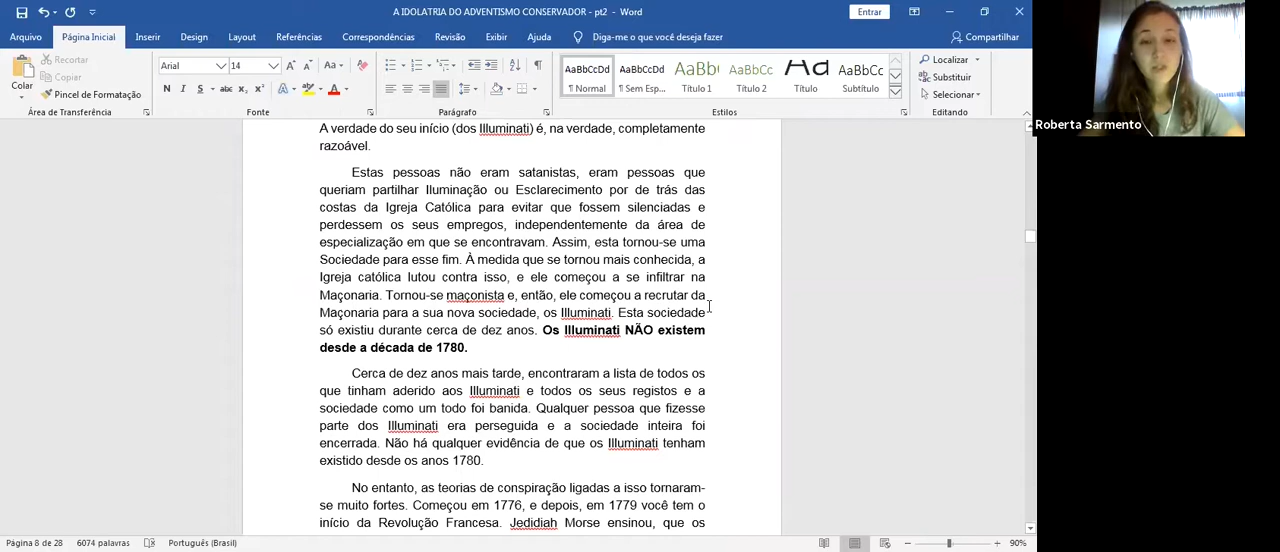 A IDOLATRIA DO ADVENTISMO CONSERVADOR - pt2 - Word
Entrar
Arquivo Página Inicial Inserir Design Layout Referências Correspondências Revisão Exibir Ajuda Diga-me o que você deseja fazer Compartilhar
Recortar
Copiar
Colar
Pincel de Formatação
Área de Transferência
Arial 14
Aa
N I S abc x₂ x² A A
Fonte
Parágrafo
AaBbCcDd AaBbCcDd AaBbC AaBbCc Aa AaBbCc
¶ Normal ¶ Sem Esp... Título 1 Título 2 Título Subtítulo
Estilos
Localizar
Substituir
Selecionar
Editando
Roberta Sarmento
A verdade do seu início (dos Illuminati) é, na verdade, completamente
razoável.
Estas pessoas não eram satanistas, eram pessoas que
queriam partilhar Iluminação ou Esclarecimento por de trás das
costas da Igreja Católica para evitar que fossem silenciadas e
perdessem os seus empregos, independentemente da área de
especialização em que se encontravam. Assim, esta tornou-se uma
Sociedade para esse fim. À medida que se tornou mais conhecida, a
Igreja católica lutou contra isso, e ele começou a se infiltrar na
Maçonaria. Tornou-se maçonista e, então, ele começou a recrutar da
Maçonaria para a sua nova sociedade, os Illuminati. Esta sociedade
só existiu durante cerca de dez anos. Os Illuminati NÃO existem
desde a década de 1780.
Cerca de dez anos mais tarde, encontraram a lista de todos os
que tinham aderido aos Illuminati e todos os seus registos e a
sociedade como um todo foi banida. Qualquer pessoa que fizesse
parte dos Illuminati era perseguida e a sociedade inteira foi
encerrada. Não há qualquer evidência de que os Illuminati tenham
existido desde os anos 1780.
No entanto, as teorias de conspiração ligadas a isso tornaram-
se muito fortes. Começou em 1776, e depois, em 1779 você tem o
início da Revolução Francesa. Jedidiah Morse ensinou, que os
Página 8 de 28 6074 palavras Português (Brasil) 90%